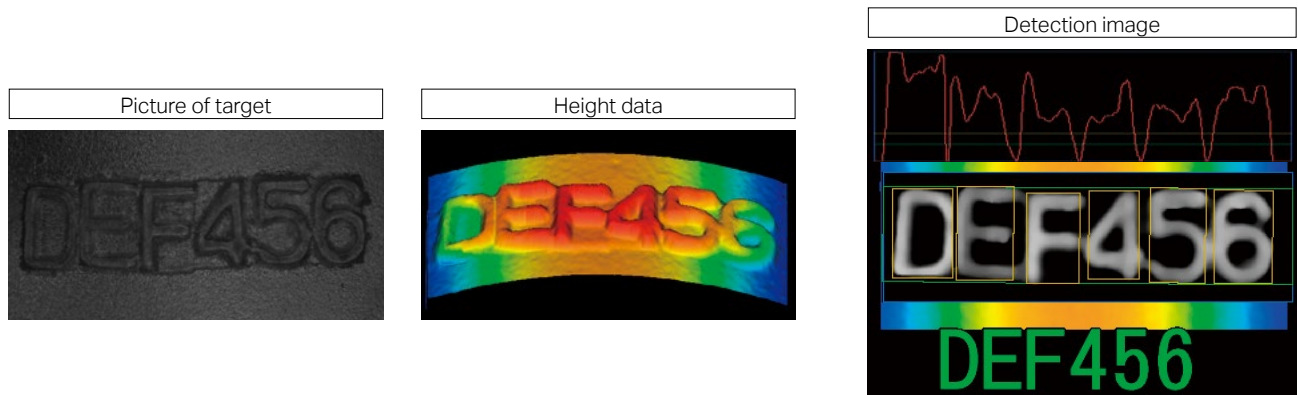 Detection image
Picture of target
Height data
DEF456
DEF456
DEF456
DEF456